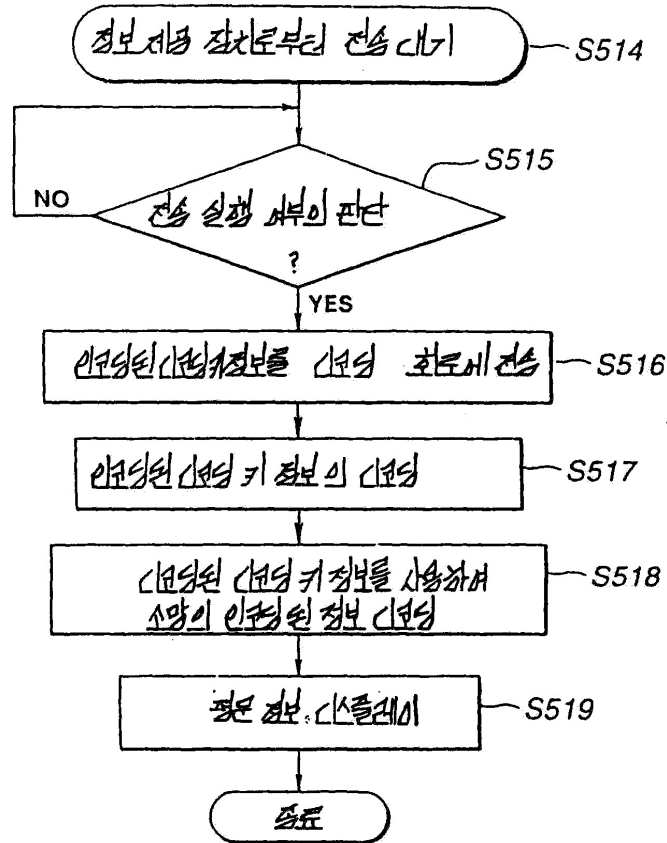 정보 제공 장치로부터 전송 대기
S514
S515
NO
전송 실행 여부의 판단
?
YES
인코딩된 디코딩 키 정보를 디코딩 회로에 전송
S516
인코딩된 디코딩 키 정보의 디코딩
S517
디코딩된 디코딩 키 정보를 사용하여
소망의 인코딩된 정보 디코딩
S518
평문 정보 디스플레이
S519
종료